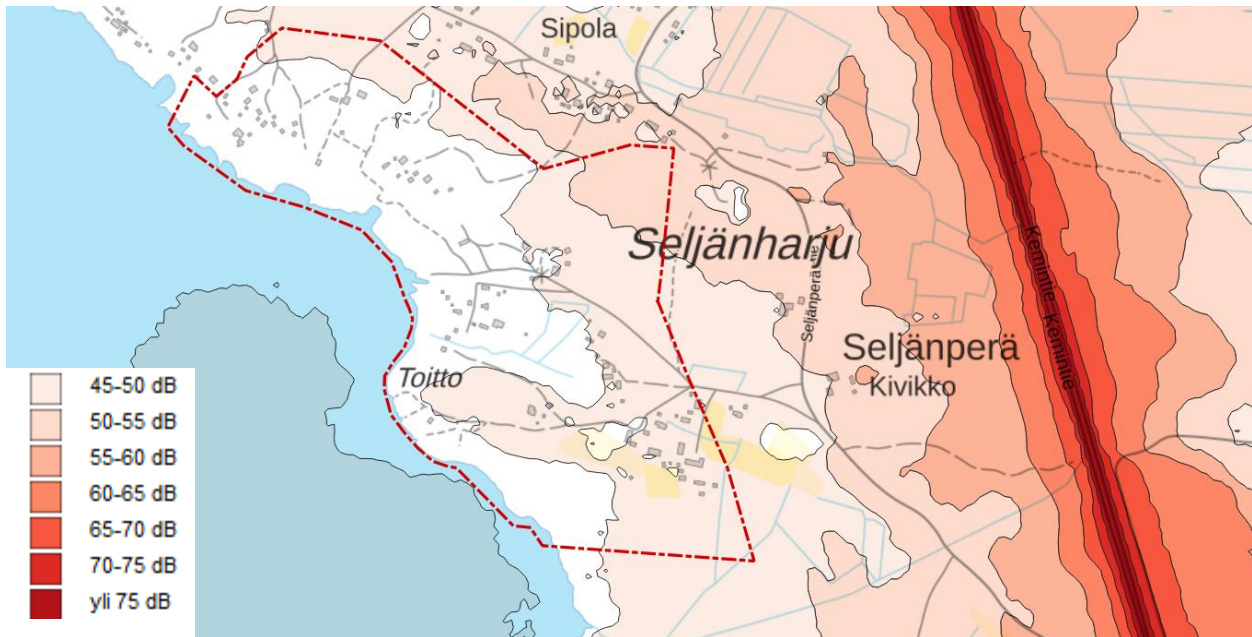 Sipola
Seljänharju
Seljänperä
Kivikko
Toitto
Kemintie
Kemintie
45-50 dB
50-55 dB
55-60 dB
60-65 dB
65-70 dB
70-75 dB
yli 75 dB